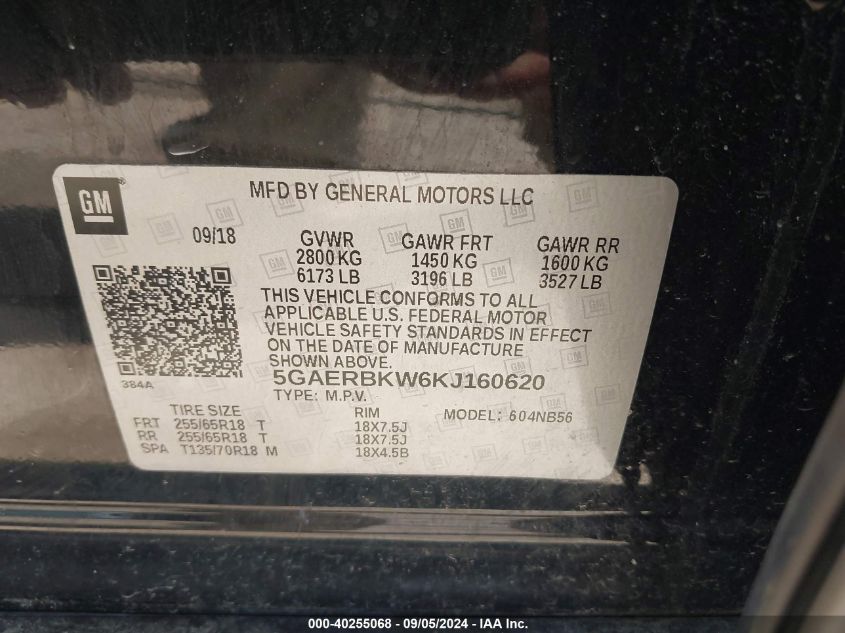 GM
MFD BY GENERAL MOTORS LLC
09/18 GVWR GAWR FRT GAWR RR
2800 KG 1450 KG 1600 KG
6173 LB 3196 LB 3527 LB
THIS VEHICLE CONFORMS TO ALL
APPLICABLE U.S. FEDERAL MOTOR
VEHICLE SAFETY STANDARDS IN EFFECT
ON THE DATE OF MANUFACTURE
SHOWN ABOVE.
384A
5GAERBKW6KJ160620
TYPE: M.P.V.
TIRE SIZE RIM MODEL: 604NB56
FRT 255/65R18 T 18X7.5J
RR 255/65R18 T 18X7.5J
SPA T135/70R18 M 18X4.5B
000-40255068 - 09/05/2024 - IAAI.com